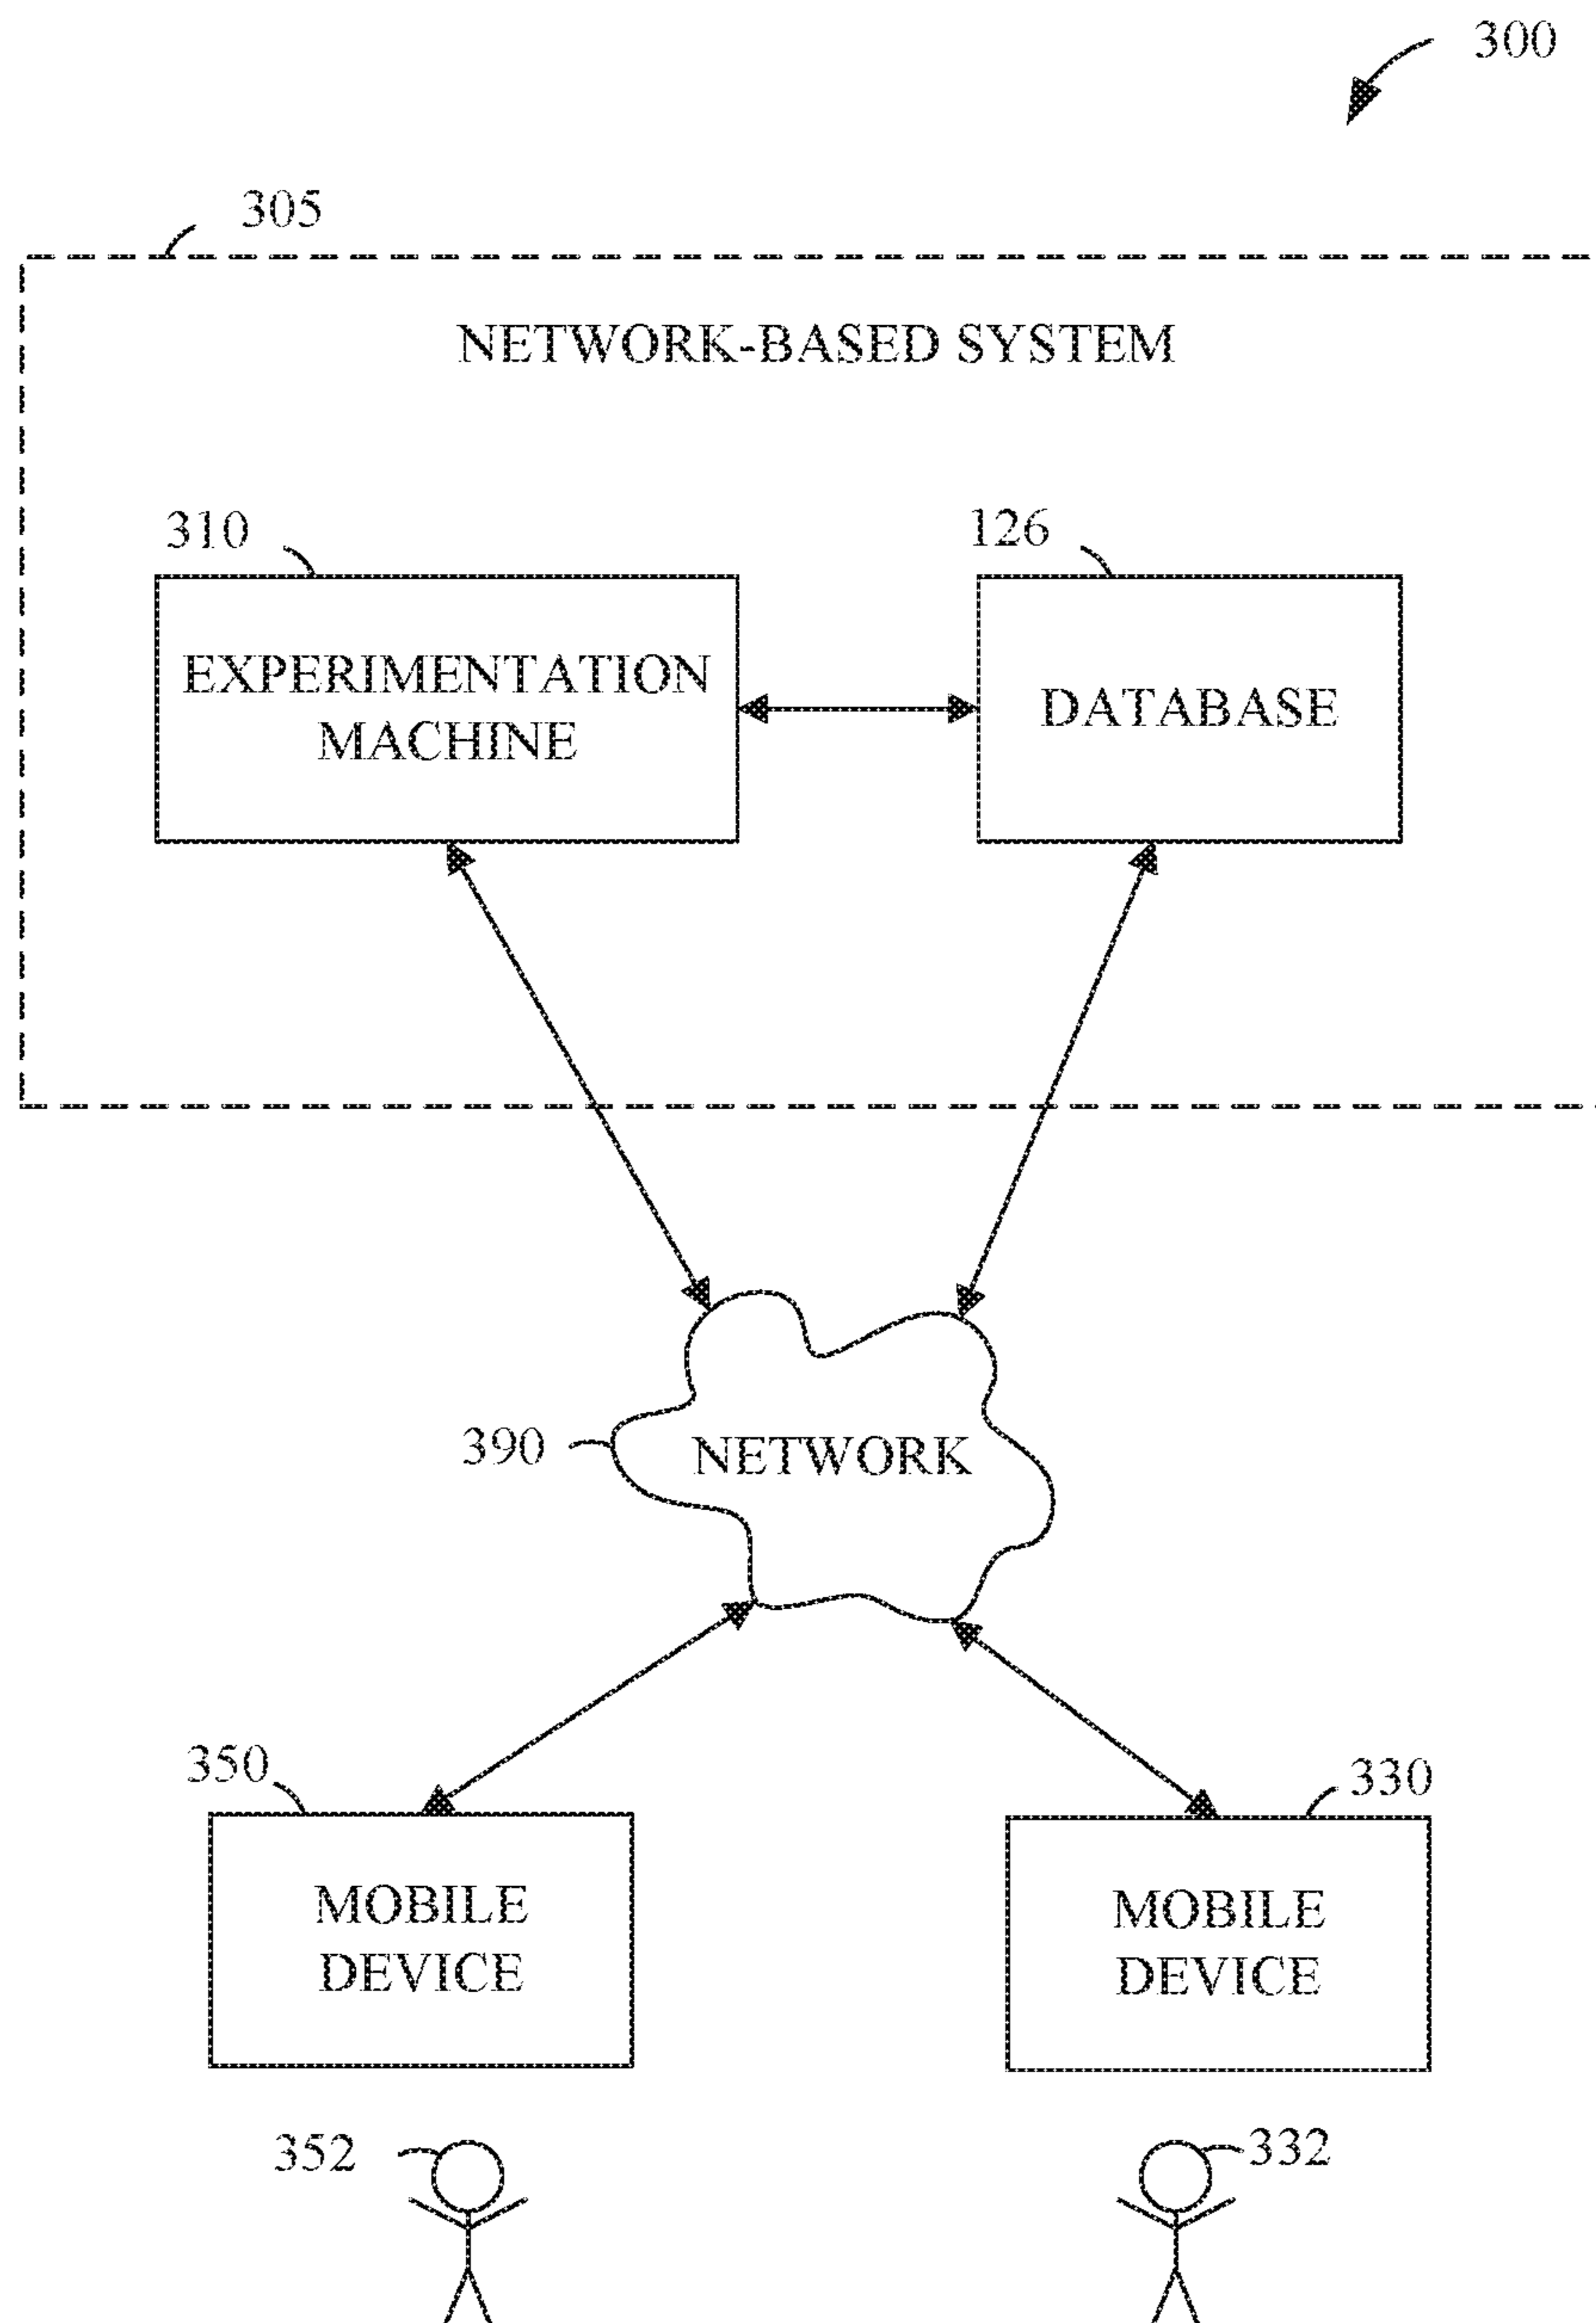 300
305
NETWORK-BASED SYSTEM
310
126
EXPERIMENTATION
MACHINE
DATABASE
390
NETWORK
350
330
MOBILE
DEVICE
MOBILE
DEVICE
352
332